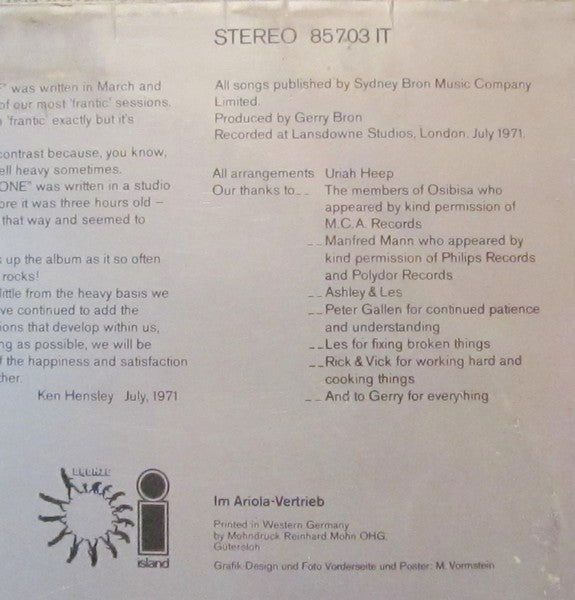 STEREO 85703 IT
" was written in March and
of our most 'frantic' sessions.
'frantic' exactly but it's
contrast because, you know,
ell heavy sometimes.
ONE" was written in a studio
ore it was three hours old –
that way and seemed to
up the album as it so often
rocks!
little from the heavy basis we
ve continued to add the
ions that develop within us,
ng as possible, we will be
f the happiness and satisfaction
ther.
Ken Hensley July, 1971
All songs published by Sydney Bron Music Company
Limited.
Produced by Gerry Bron
Recorded at Lansdowne Studios, London. July 1971.
All arrangements Uriah Heep
Our thanks to__ The members of Osibisa who
appeared by kind permission of
M.C.A. Records
__Manfred Mann who appeared by
kind permission of Philips Records
and Polydor Records
__Ashley & Les
__Peter Gallen for continued patience
and understanding
__Les for fixing broken things
__Rick & Vick for working hard and
cooking things
__And to Gerry for everyhing
BRONZE
island
Im Ariola-Vertrieb
Printed in Western Germany
by Mohndruck Reinhard Mohn OHG,
Gütersloh
Grafik Design und Foto Vorderseite und Poster: M. Vormstein